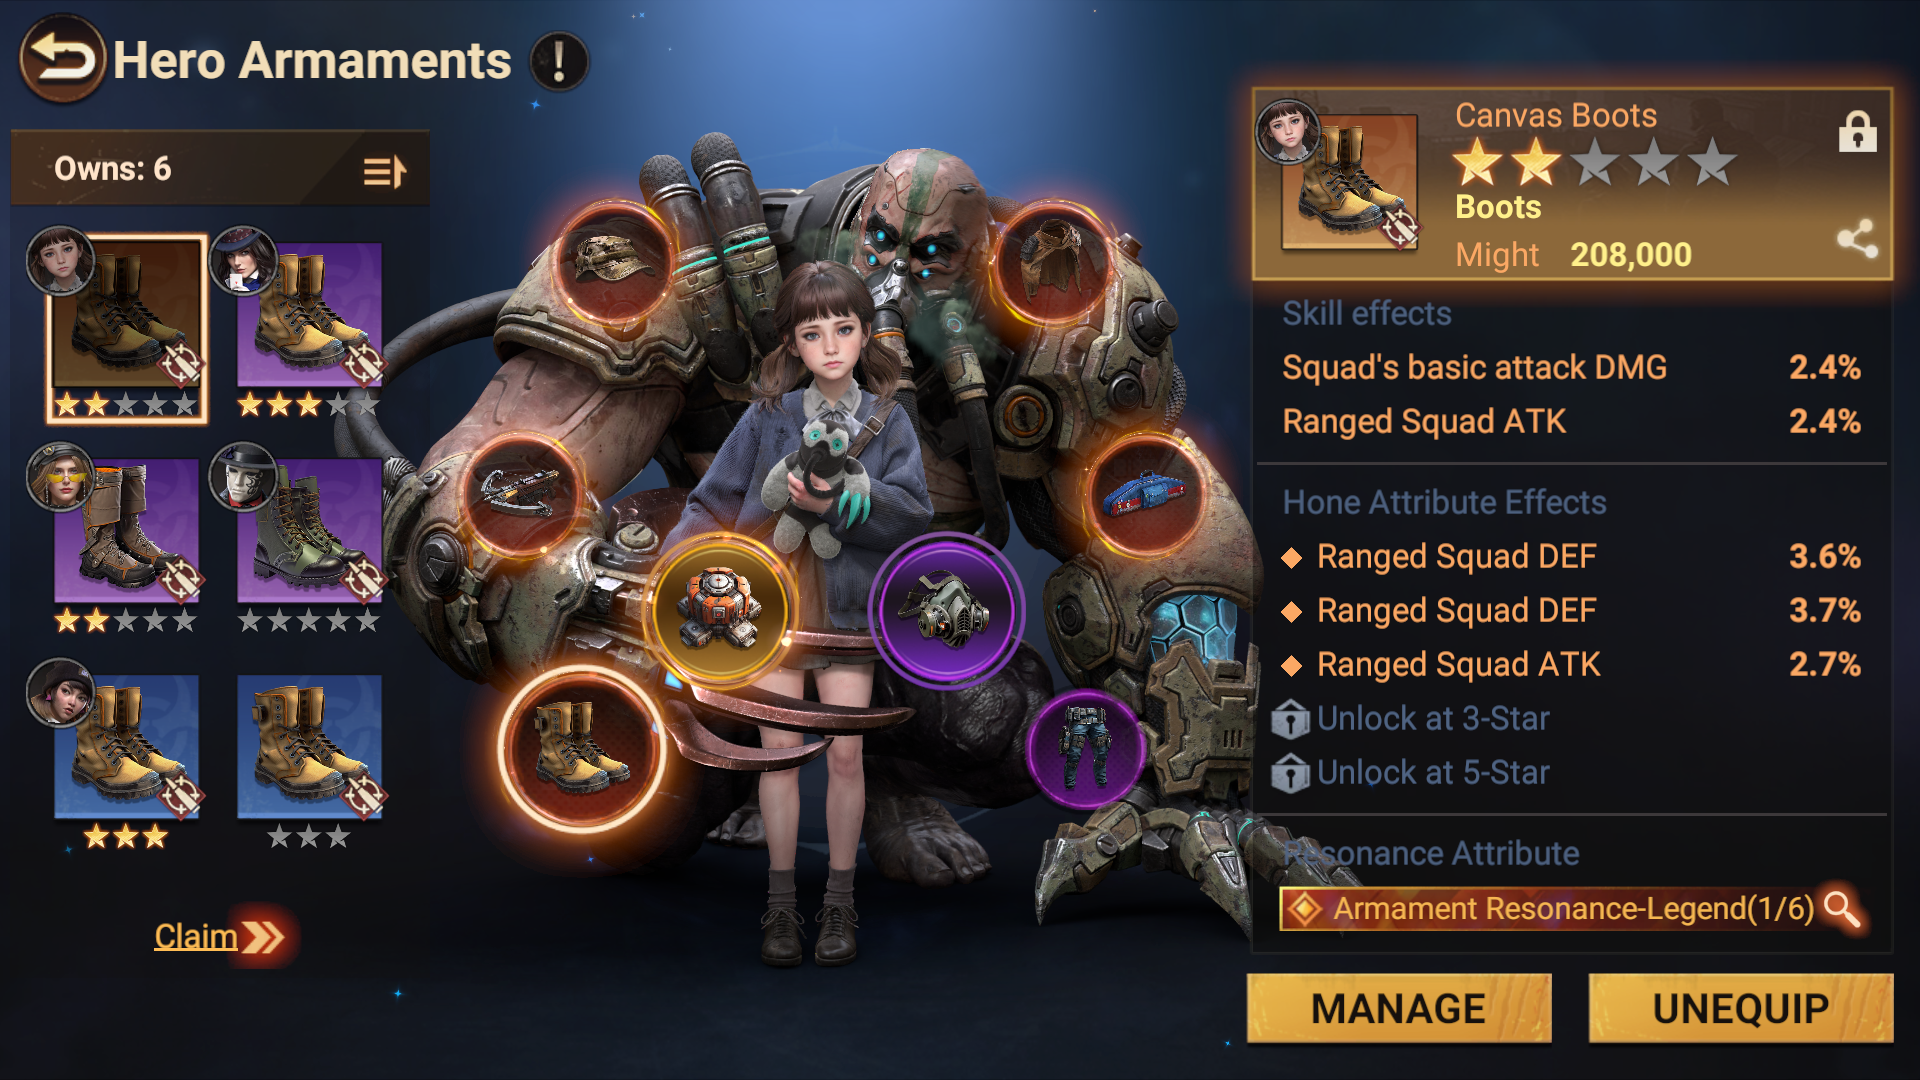 Hero Armaments
Owns: 6
Claim
Canvas Boots
Boots
Might 208,000
Skill effects
Squad's basic attack DMG 2.4%
Ranged Squad ATK 2.4%
Hone Attribute Effects
Ranged Squad DEF 3.6%
Ranged Squad DEF 3.7%
Ranged Squad ATK 2.7%
Unlock at 3-Star
Unlock at 5-Star
Resonance Attribute
Armament Resonance-Legend(1/6)
MANAGE
UNEQUIP